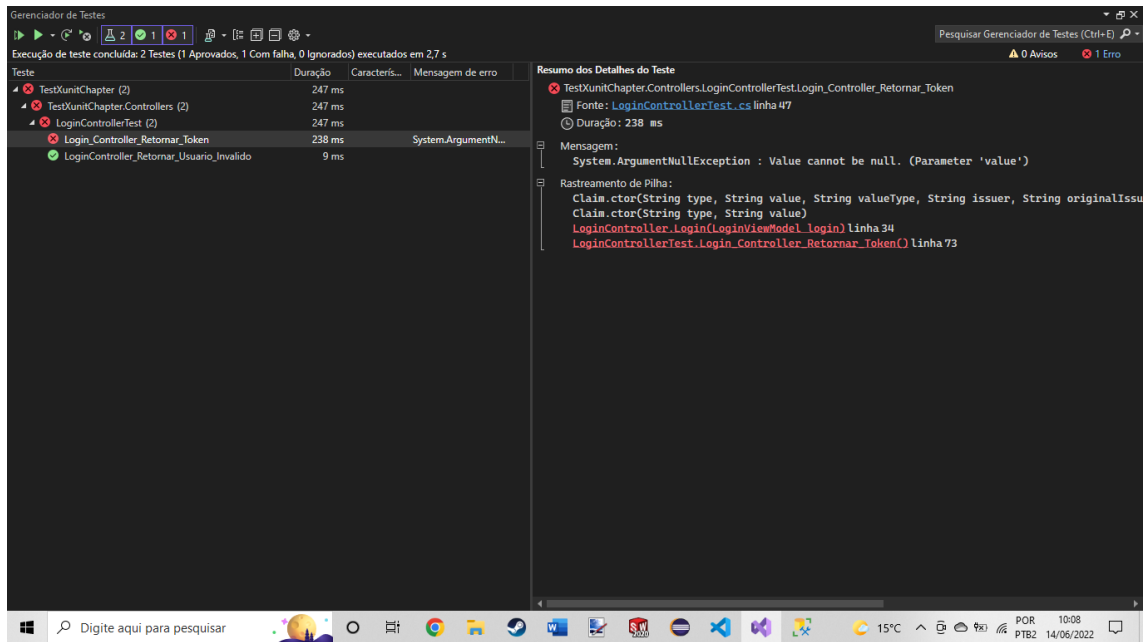 Gerenciador de Testes
2 1 1
Pesquisar Gerenciador de Testes (Ctrl+E)
Execução de teste concluída: 2 Testes (1 Aprovados, 1 Com falha, 0 Ignorados) executados em 2,7 s
0 Avisos 1 Erro
Teste Duração Caracterís... Mensagem de erro
TestXunitChapter (2) 247 ms
TestXunitChapter.Controllers (2) 247 ms
LoginControllerTest (2) 247 ms
Login_Controller_Retornar_Token 238 ms System.ArgumentN...
LoginController_Retornar_Usuario_Invalido 9 ms
Resumo dos Detalhes do Teste
TestXunitChapter.Controllers.LoginControllerTest.Login_Controller_Retornar_Token
Fonte: LoginControllerTest.cs linha 47
Duração: 238 ms
Mensagem:
System.ArgumentNullException : Value cannot be null. (Parameter 'value')
Rastreamento de Pilha:
Claim.ctor(String type, String value, String valueType, String issuer, String originalIssu
Claim.ctor(String type, String value)
LoginController.Login(LoginViewModel login) linha 34
LoginControllerTest.Login_Controller_Retornar_Token() linha 73
Digite aqui para pesquisar
SW
2020
15°C
POR
PTB2
10:08
14/06/2022